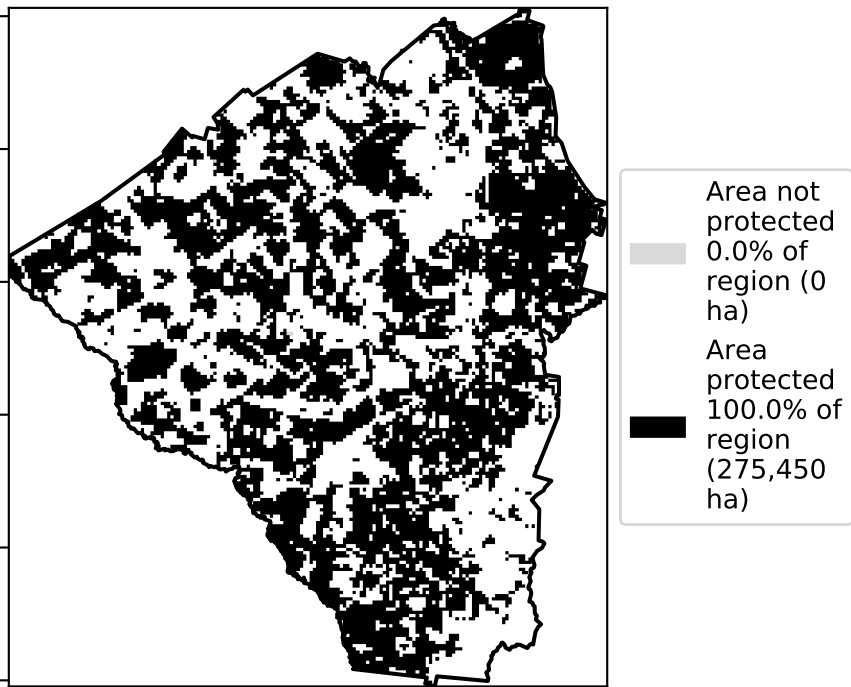 Area not
protected
0.0% of
region (0
ha)
Area
protected
100.0% of
region
(275,450
ha)